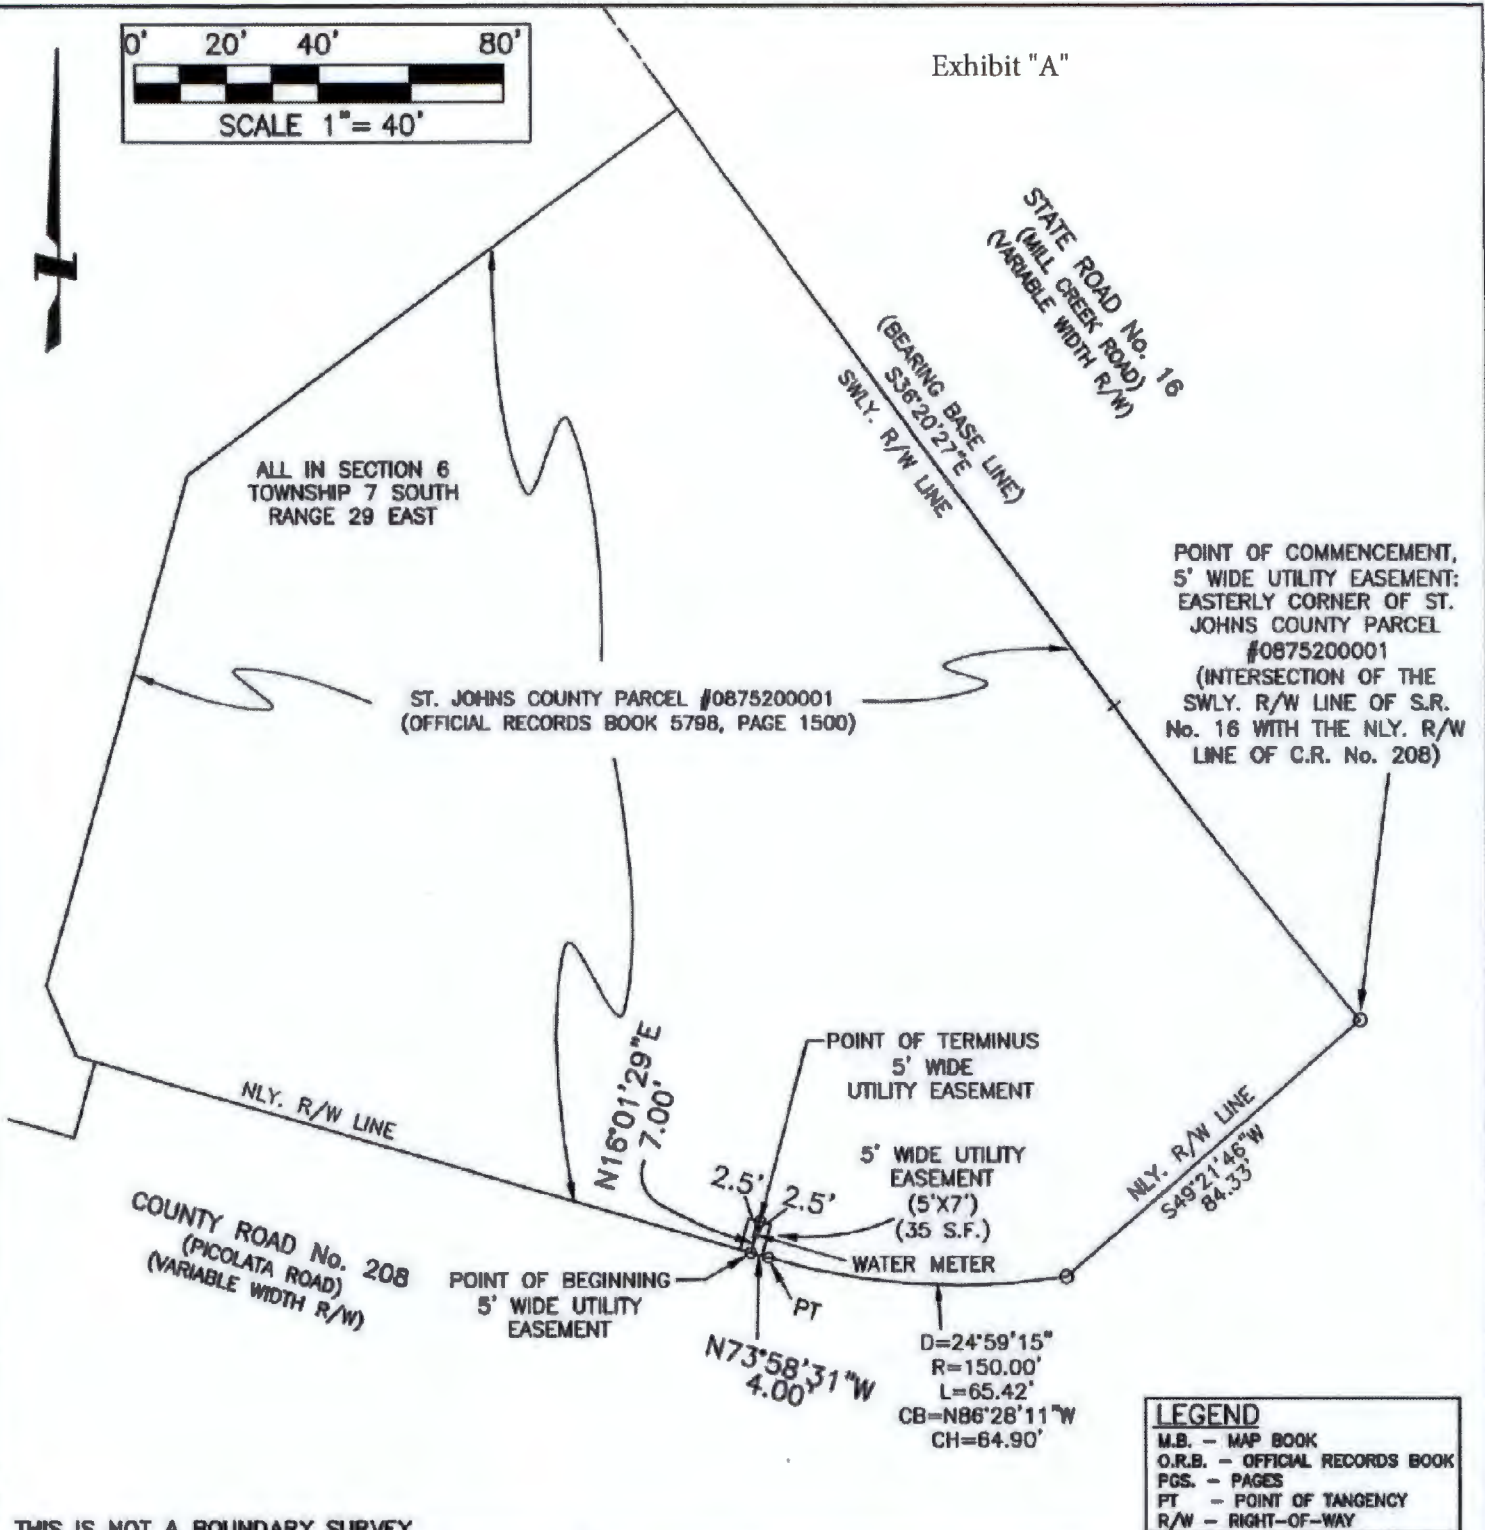 0' 20' 40' 80'
SCALE 1"= 40'
Exhibit "A"
STATE ROAD No. 16
(MILL CREEK ROAD)
(VARIABLE WIDTH R/W)
(BEARING BASE LINE)
S36°20'27"E
SWLY. R/W LINE
ALL IN SECTION 6
TOWNSHIP 7 SOUTH
RANGE 29 EAST
POINT OF COMMENCEMENT,
5' WIDE UTILITY EASEMENT:
EASTERLY CORNER OF ST.
JOHNS COUNTY PARCEL
#0875200001
(INTERSECTION OF THE
SWLY. R/W LINE OF S.R.
No. 16 WITH THE NLY. R/W
LINE OF C.R. No. 208)
ST. JOHNS COUNTY PARCEL #0875200001
(OFFICIAL RECORDS BOOK 5798, PAGE 1500)
N16°01'29"E
7.00'
POINT OF TERMINUS
5' WIDE
UTILITY EASEMENT
NLY. R/W LINE
NLY. R/W LINE
S49°21'46"W
84.33'
2.5' 2.5'
5' WIDE UTILITY
EASEMENT
(5'X7')
(35 S.F.)
WATER METER
COUNTY ROAD No. 208
(PICOLATA ROAD)
(VARIABLE WIDTH R/W)
POINT OF BEGINNING
5' WIDE UTILITY
EASEMENT
PT
N73°58'31"W
4.00'
D=24°59'15"
R=150.00'
L=65.42'
CB=N86°28'11"W
CH=64.90'
LEGEND
M.B. - MAP BOOK
O.R.B. - OFFICIAL RECORDS BOOK
PGS. - PAGES
PT - POINT OF TANGENCY
R/W - RIGHT-OF-WAY
THIS IS NOT A BOUNDARY SURVEY